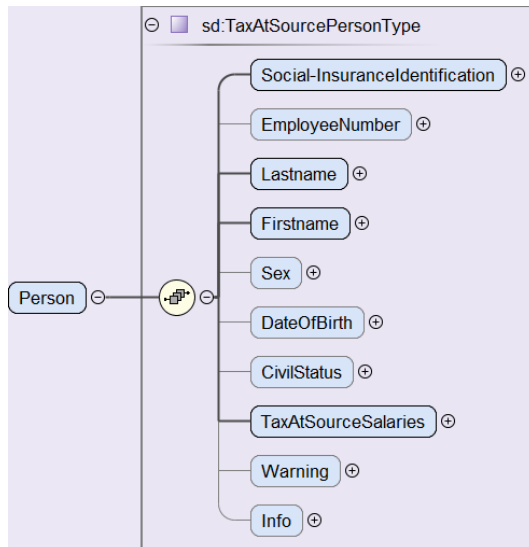 sd:TaxAtSourcePersonType
Social-InsuranceIdentification
EmployeeNumber
Lastname
Firstname
Sex
Person
DateOfBirth
CivilStatus
TaxAtSourceSalaries
Warning
Info